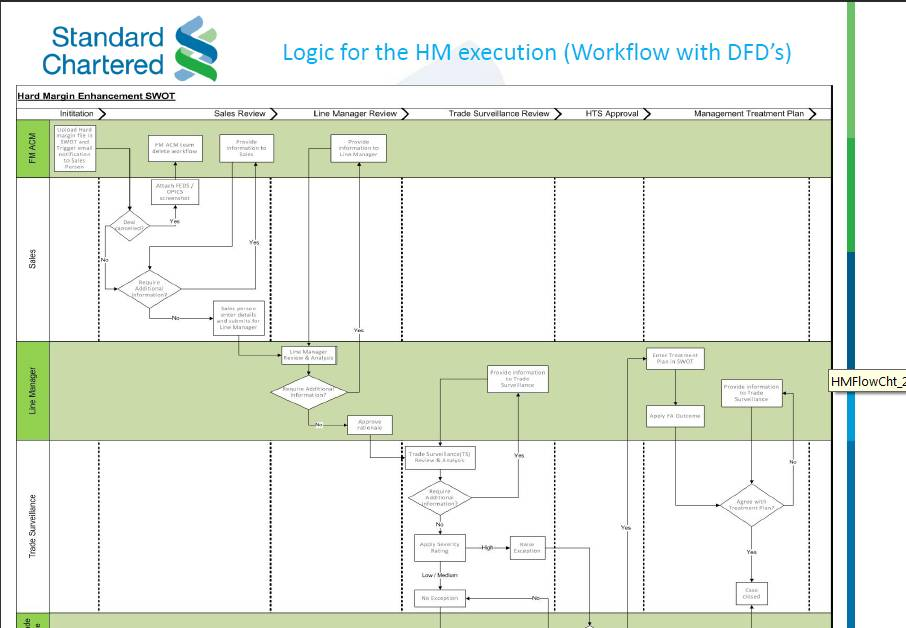 Standard
Chartered
Logic for the HM execution (Workflow with DFD's)
Hard Margin Enhancement SWOT
Inititation
Sales Review
Line Manager Review
Trade Surveillance Review
HTS Approval
Management Treatment Plan
FM ACM
Upload Hard
margin file in
SWOT and
Trigger email
notification
to Sales
Person
FM ACM team
delete workflow
Provide
information to
Sales
Provide
information to
Line Manager
Sales
Attach FEDS /
OPICS
screenshot
Deal
cancelled?
Yes
No
Yes
Require
Additional
Information?
No
Sales person
enter details
and submits for
Line Manager
Yes
Line Manager
Line Manager
Review & Analysis
Require Additional
Information?
No
Approve
rationale
Provide information
to Trade
Surveillance
Enter Treatment
Plan in SWOT
Apply FA Outcome
Provide information
to Trade
Surveillance
HMFlowCht_2
Trade Surveillance
Trade Surveillance(TS)
Review & Analysis
Require
Additional
Information?
Yes
No
Apply Severity
Rating
High
Raise
Exception
Low / Medium
No Exception
No
Yes
Agree with
Treatment Plan?
No
Yes
Case
Closed